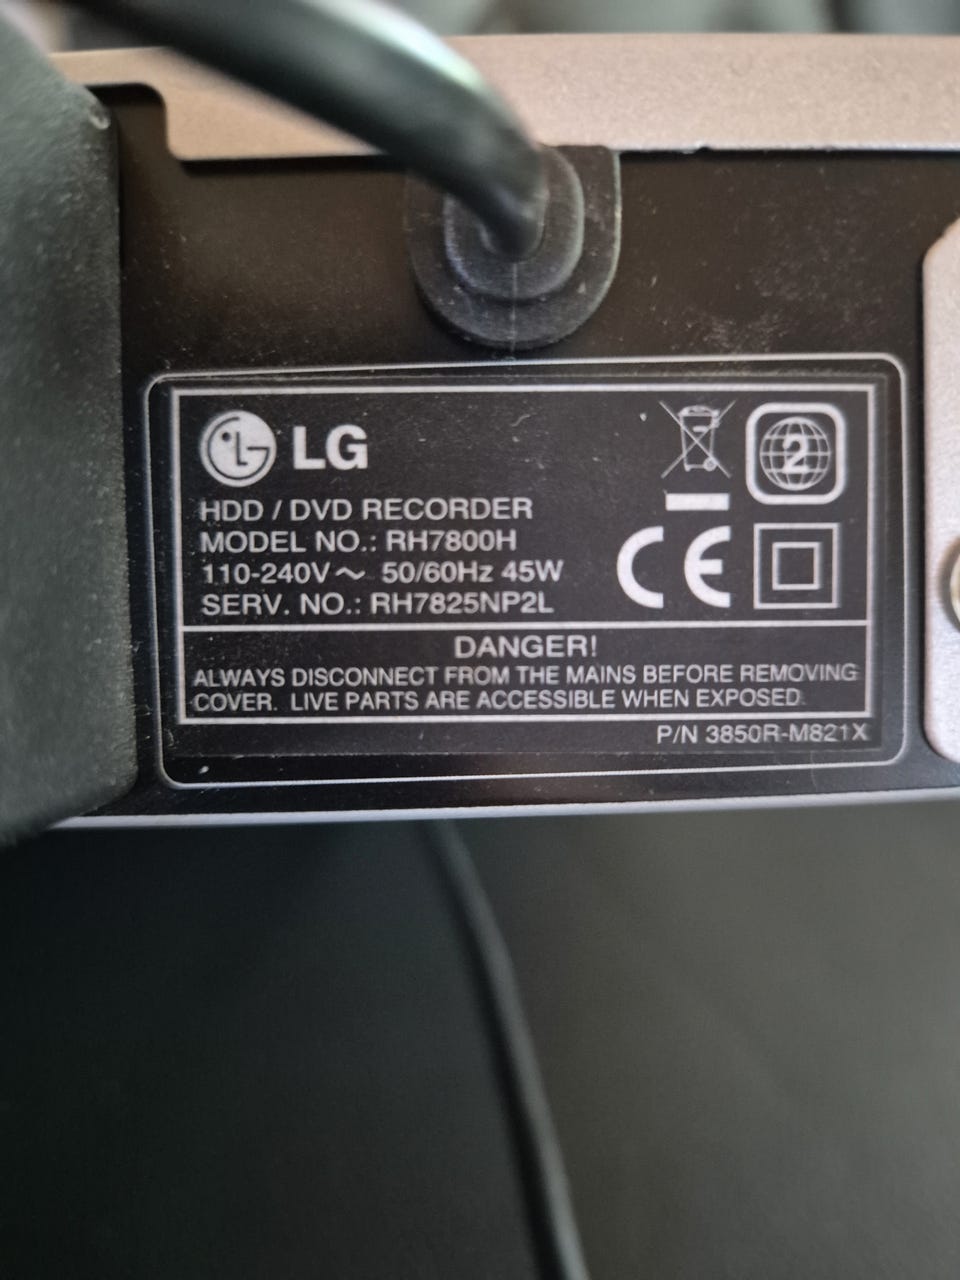 LG
2
HDD / DVD RECORDER
MODEL NO.: RH7800H
110-240V～ 50/60Hz 45W
SERV. NO.: RH7825NP2L
CE
DANGER!
ALWAYS DISCONNECT FROM THE MAINS BEFORE REMOVING
COVER. LIVE PARTS ARE ACCESSIBLE WHEN EXPOSED.
P/N 3850R-M821X